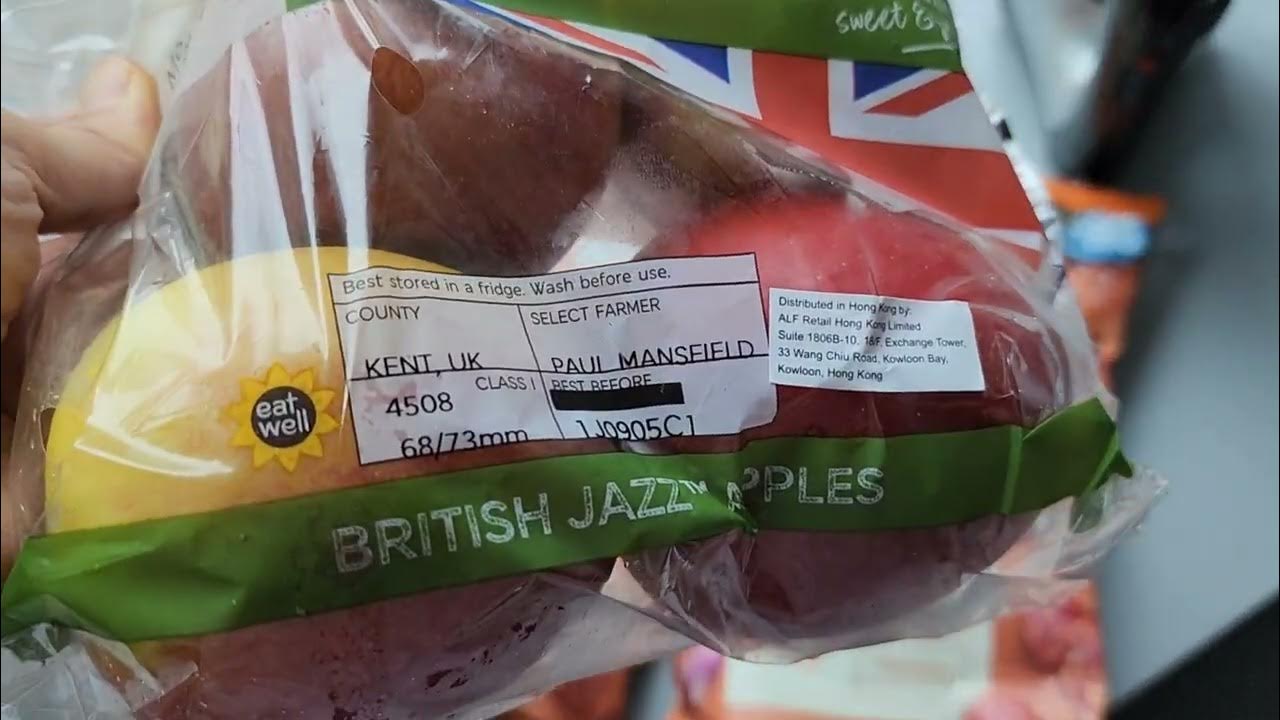 sweet &
Best stored in a fridge. Wash before use.
COUNTY
KENT, UK
SELECT FARMER
PAUL MANSFIELD
CLASS I
4508
68/73mm
BEST BEFORE
1J0905C1
Distributed in Hong Kong by:
ALF Retail Hong Kong Limited
Suite 1806B-10, 18/F, Exchange Tower,
33 Wang Chiu Road, Kowloon Bay,
Kowloon, Hong Kong
eat
well
BRITISH JAZZ™ APPLES